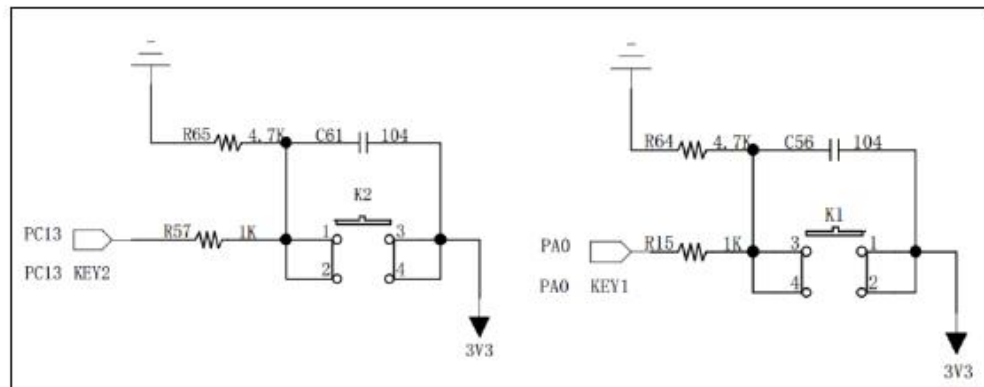 R65 4.7K C61 104
K2
PC13 R57 1K 1 3
PC13 KEY2 2 4
3V3
R64 4.7K C56 104
K1
PA0 R15 1K 3 1
PA0 KEY1 4 2
3V3